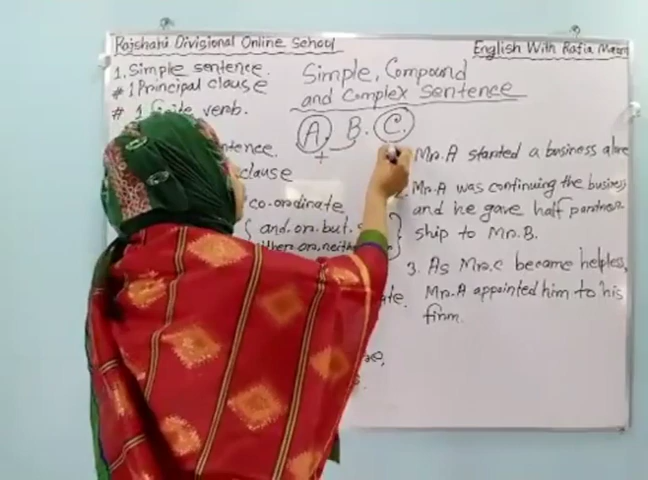 Rajshahi Divisional Online School
English With Rafia
1. Simple sentence.
# 1 Principal clause
# 1 finite verb.
Simple, Compound
and Complex Sentence
A B. C.
+
clause
co-ordinate
and, or, but,
Mr. A started a business alone
Mr. A was continuing the business
and he gave half partner
ship to Mr. B.
3. As Mr. C became helpless,
Mr. A appointed him to his
firm.